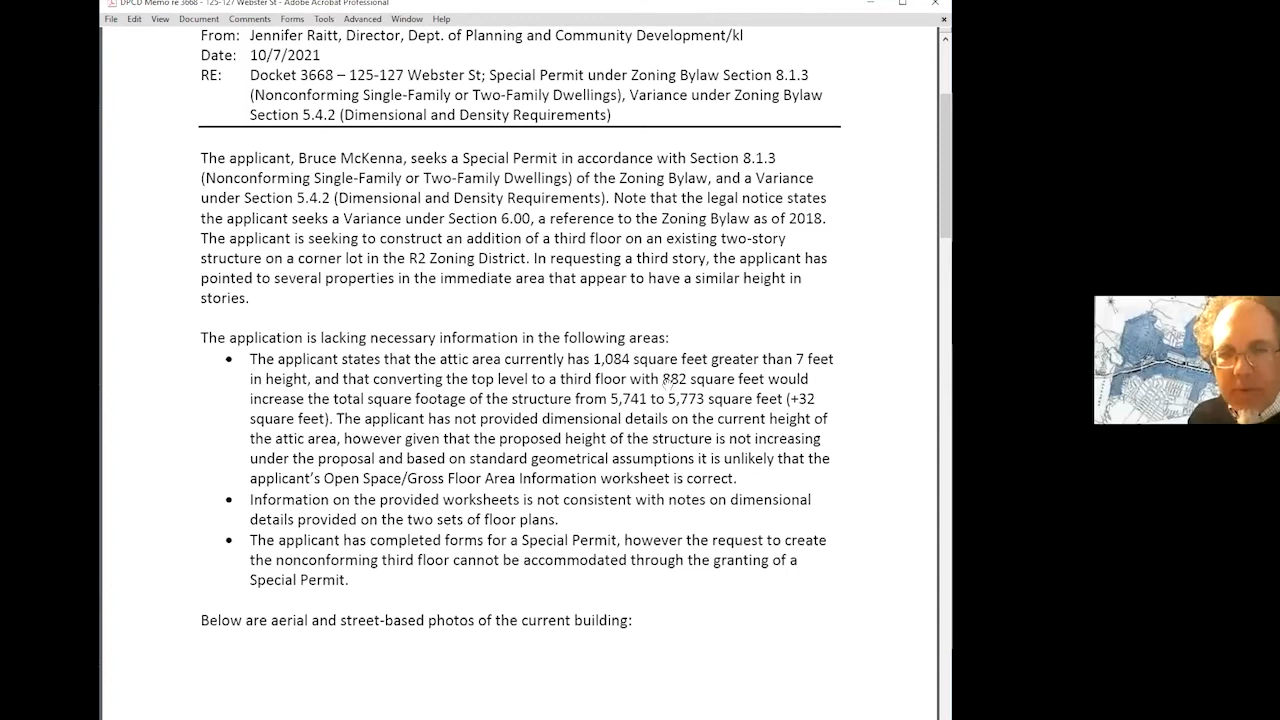 DPCD Memo re 3668 - 125-127 Webster St - Adobe Acrobat Professional
File Edit View Document Comments Forms Tools Advanced Window Help
From: Jennifer Raitt, Director, Dept. of Planning and Community Development/kl
Date: 10/7/2021
RE: Docket 3668 – 125-127 Webster St; Special Permit under Zoning Bylaw Section 8.1.3
(Nonconforming Single-Family or Two-Family Dwellings), Variance under Zoning Bylaw
Section 5.4.2 (Dimensional and Density Requirements)
The applicant, Bruce McKenna, seeks a Special Permit in accordance with Section 8.1.3
(Nonconforming Single-Family or Two-Family Dwellings) of the Zoning Bylaw, and a Variance
under Section 5.4.2 (Dimensional and Density Requirements). Note that the legal notice states
the applicant seeks a Variance under Section 6.00, a reference to the Zoning Bylaw as of 2018.
The applicant is seeking to construct an addition of a third floor on an existing two-story
structure on a corner lot in the R2 Zoning District. In requesting a third story, the applicant has
pointed to several properties in the immediate area that appear to have a similar height in
stories.
The application is lacking necessary information in the following areas:
• The applicant states that the attic area currently has 1,084 square feet greater than 7 feet
in height, and that converting the top level to a third floor with 882 square feet would
increase the total square footage of the structure from 5,741 to 5,773 square feet (+32
square feet). The applicant has not provided dimensional details on the current height of
the attic area, however given that the proposed height of the structure is not increasing
under the proposal and based on standard geometrical assumptions it is unlikely that the
applicant's Open Space/Gross Floor Area Information worksheet is correct.
• Information on the provided worksheets is not consistent with notes on dimensional
details provided on the two sets of floor plans.
• The applicant has completed forms for a Special Permit, however the request to create
the nonconforming third floor cannot be accommodated through the granting of a
Special Permit.
Below are aerial and street-based photos of the current building: